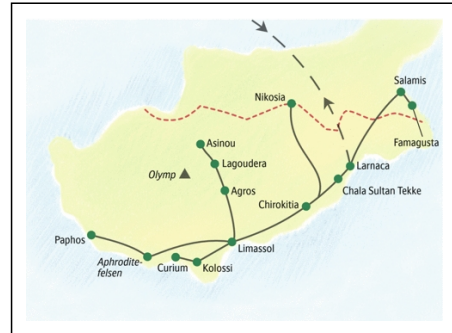 Salamis
Nikosia
Famagusta
Asinou
Lagoudera
Larnaca
Olymp
Chala Sultan Tekke
Agros
Chirokitia
Paphos
Limassol
Aphrodite-
felsen
Curium
Kolossi